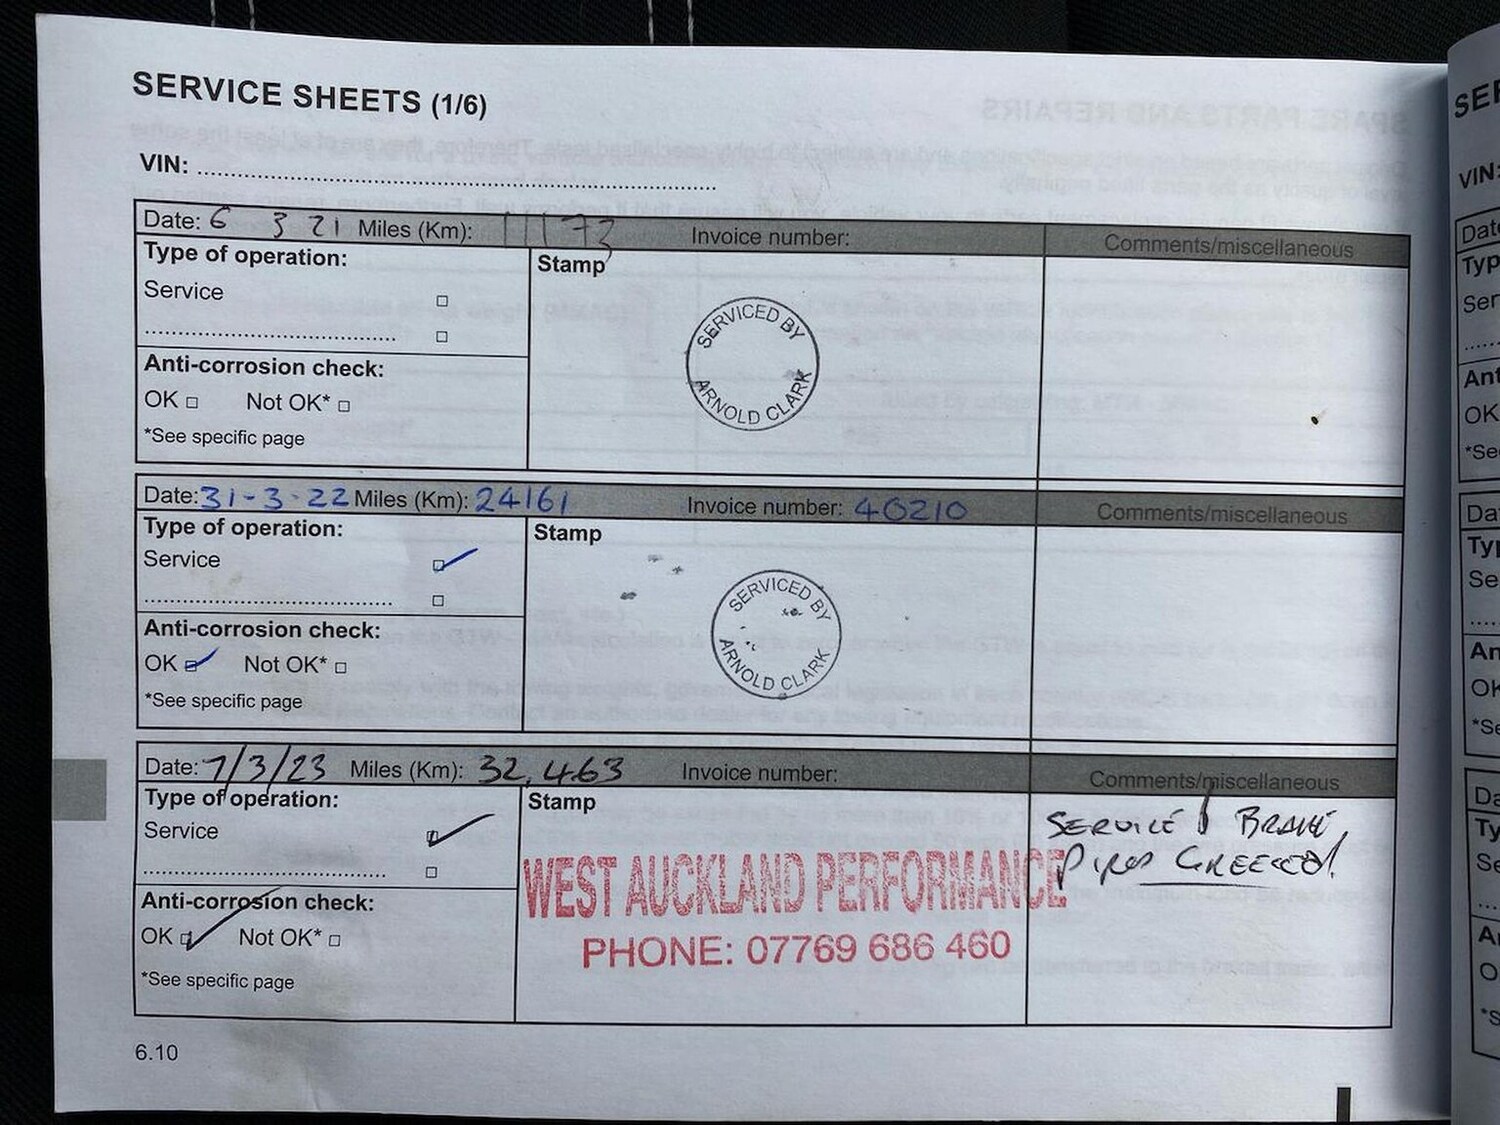 SERVICE SHEETS (1/6)
VIN:
Date: 6 3 21 Miles (Km): 11173 Invoice number: Comments/miscellaneous
Type of operation:
Service
Anti-corrosion check:
OK Not OK*
*See specific page
Stamp
SERVICED BY
ARNOLD CLARK
Date: 31-3-22 Miles (Km): 24161 Invoice number: 40210 Comments/miscellaneous
Type of operation:
Service
Anti-corrosion check:
OK Not OK*
*See specific page
Stamp
SERVICED BY
ARNOLD CLARK
Date: 7/3/23 Miles (Km): 32,463 Invoice number: Comments/miscellaneous
Type of operation:
Service
Anti-corrosion check:
OK Not OK*
*See specific page
Stamp
WEST AUCKLAND PERFORMANCE
PHONE: 07769 686 460
SERVICE BRAKE
PIPES GREECED!
6.10
VIN: